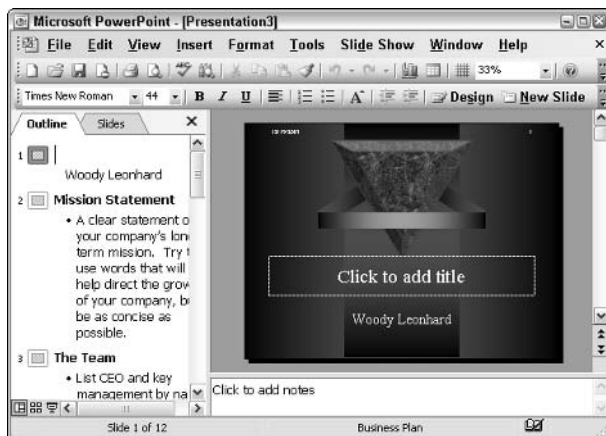 Microsoft PowerPoint - [Presentation3]
File Edit View Insert Format Tools Slide Show Window Help
33%
Times New Roman 44 B I U A Design New Slide
Outline Slides
1
Woody Leonhard
2 Mission Statement
• A clear statement o
your company's lon
term mission. Try t
use words that will
help direct the grow
of your company, b
be as concise as
possible.
3 The Team
• List CEO and key
management by na
Click to add title
Woody Leonhard
Click to add notes
Slide 1 of 12 Business Plan